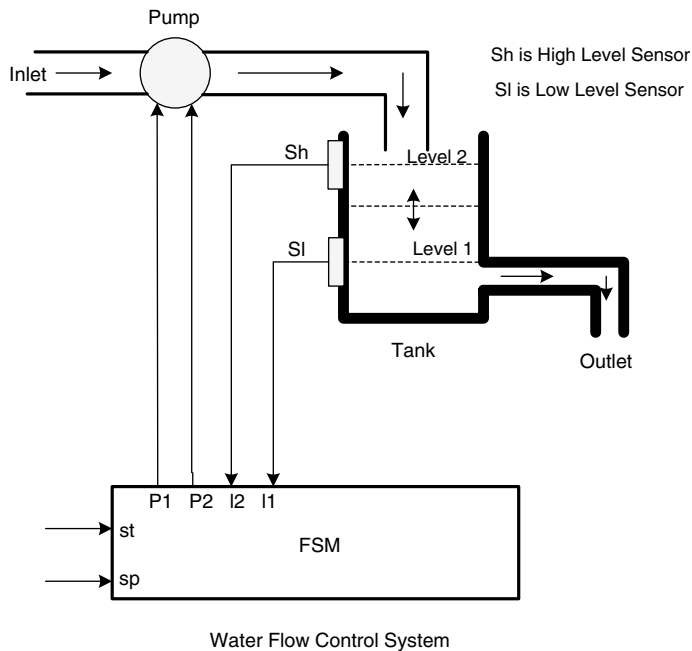 Pump
Inlet
Sh is High Level Sensor
Sl is Low Level Sensor
Sh
Level 2
Sl
Level 1
Tank
Outlet
P1 P2 l2 l1
st
FSM
sp
Water Flow Control System